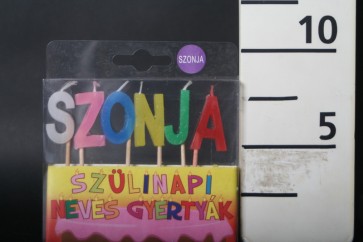 SZONJA
SZONJA
SZÜLINAPI
NEVES GYERTYÁK
10
5